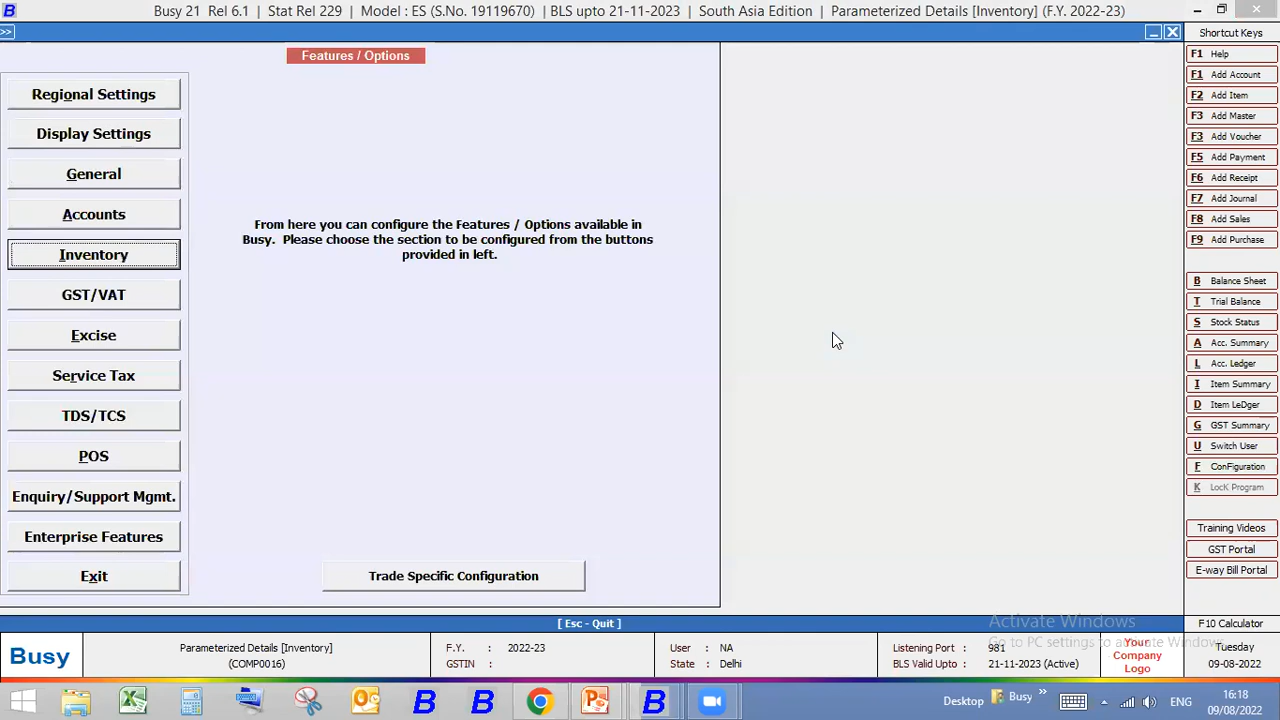 Busy 21 Rel 6.1 | Stat Rel 229 | Model : ES (S.No. 19119670) | BLS upto 21-11-2023 | South Asia Edition | Parameterized Details [Inventory] (F.Y. 2022-23)
>>
Shortcut Keys
Features / Options
Regional Settings
Display Settings
General
Accounts
Inventory
GST/VAT
Excise
Service Tax
TDS/TCS
POS
Enquiry/Support Mgmt.
Enterprise Features
Exit
From here you can configure the Features / Options available in
Busy. Please choose the section to be configured from the buttons
provided in left.
Trade Specific Configuration
F1 Help
F1 Add Account
F2 Add Item
F3 Add Master
F3 Add Voucher
F5 Add Payment
F6 Add Receipt
F7 Add Journal
F8 Add Sales
F9 Add Purchase
B Balance Sheet
T Trial Balance
S Stock Status
A Acc. Summary
L Acc. Ledger
I Item Summary
D Item LeDger
G GST Summary
U Switch User
F ConFiguration
K LocK Program
Training Videos
GST Portal
E-way Bill Portal
[ Esc - Quit ]
F10 Calculator
Activate Windows
Go to PC settings to activate Windows.
Busy
Parameterized Details [Inventory]
(COMP0016)
F.Y. : 2022-23
GSTIN :
User : NA
State : Delhi
Listening Port : 981
BLS Valid Upto : 21-11-2023 (Active)
Your
Company
Logo
Tuesday
09-08-2022
Desktop
Busy
ENG
16:18
09/08/2022